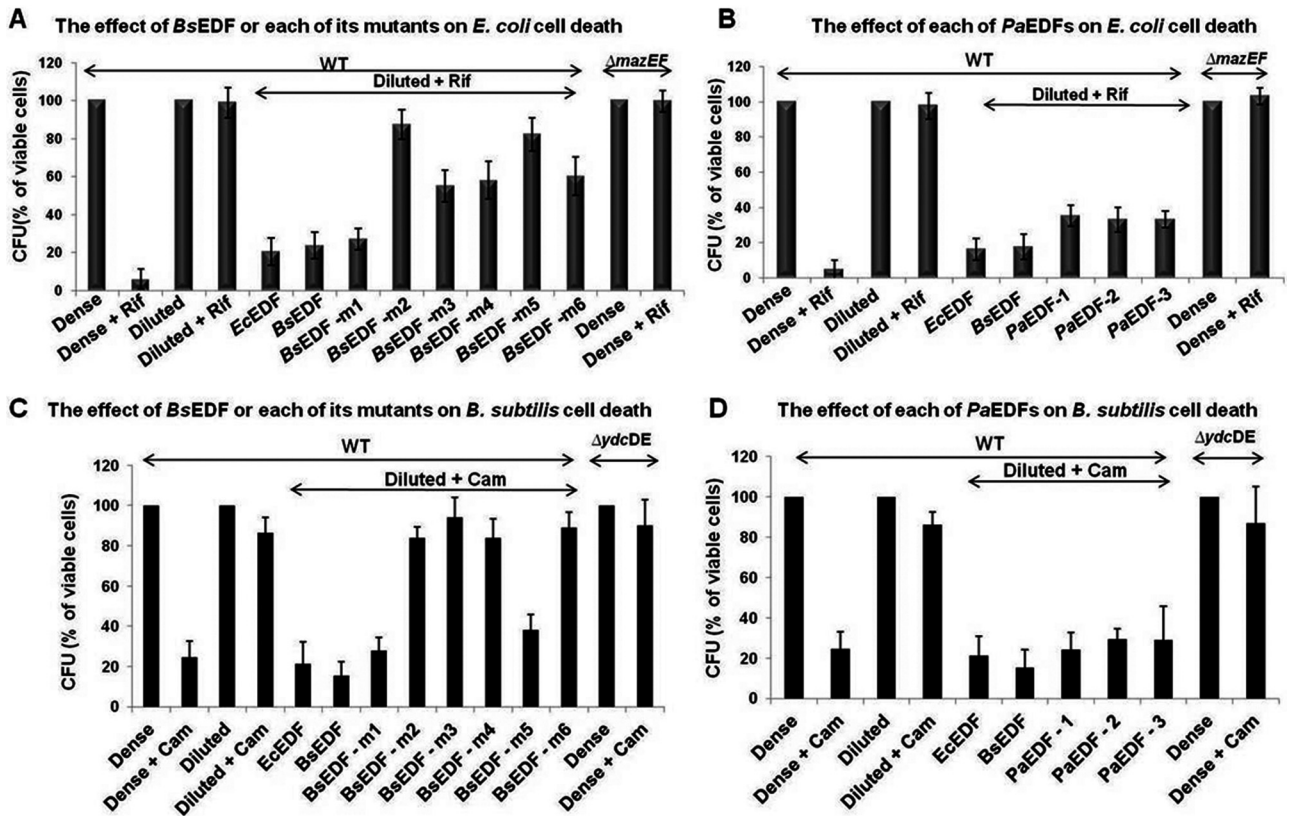 A The effect of BsEDF or each of its mutants on E. coli cell death
CFU(% of viable cells)
120
100
80
60
40
20
0
WT
ΔmazEF
Diluted + Rif
Dense
Dense + Rif
Diluted
Diluted + Rif
EcEDF
BsEDF
BsEDF -m1
BsEDF -m2
BsEDF -m3
BsEDF -m4
BsEDF -m5
BsEDF -m6
Dense
Dense + Rif
B The effect of each of PaEDFs on E. coli cell death
CFU (% of viable cells)
120
100
80
60
40
20
0
WT
ΔmazEF
Diluted + Rif
Dense
Dense + Rif
Diluted
Diluted + Rif
EcEDF
BsEDF
PaEDF-1
PaEDF-2
PaEDF-3
Dense
Dense + Rif
C The effect of BsEDF or each of its mutants on B. subtilis cell death
CFU (% of viable cells)
120
100
80
60
40
20
0
WT
ΔydcDE
Diluted + Cam
Dense
Dense + Cam
Diluted
Diluted + Cam
EcEDF
BsEDF
BsEDF - m1
BsEDF - m2
BsEDF - m3
BsEDF - m4
BsEDF - m5
BsEDF - m6
Dense
Dense + Cam
D The effect of each of PaEDFs on B. subtilis cell death
CFU (% of viable cells)
120
100
80
60
40
20
0
WT
ΔydcDE
Diluted + Cam
Dense
Dense + Cam
Diluted
Diluted + Cam
EcEDF
BsEDF
PaEDF - 1
PaEDF - 2
PaEDF - 3
Dense
Dense + Cam